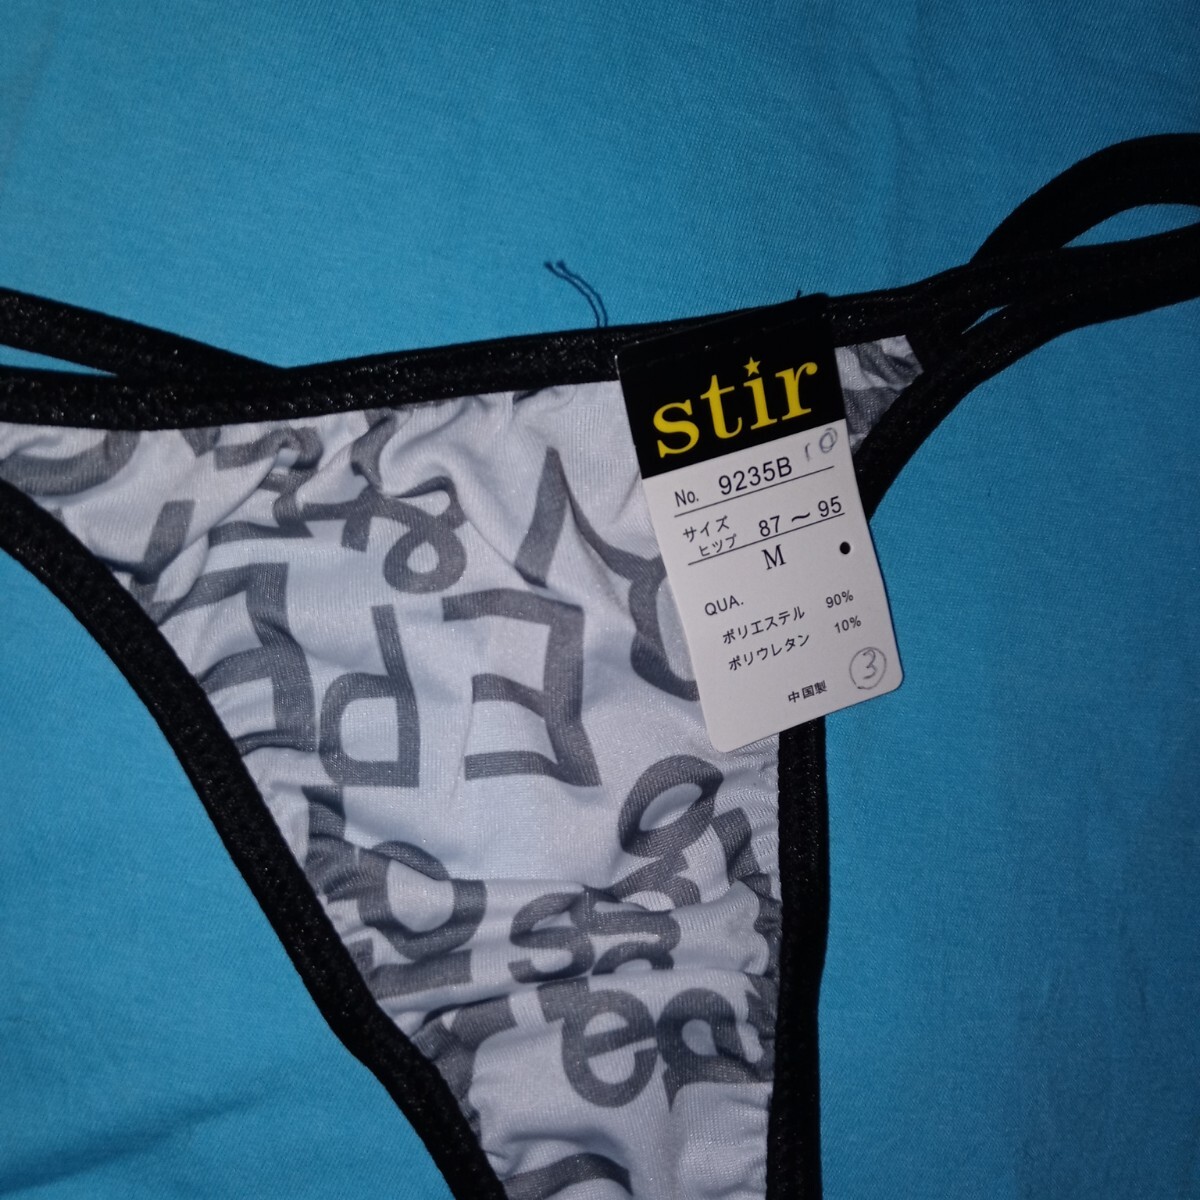 stir
No. 9235B 10
サイズ
ヒップ 87～95
M
QUA.
ポリエステル 90%
ポリウレタン 10%
中国製 3